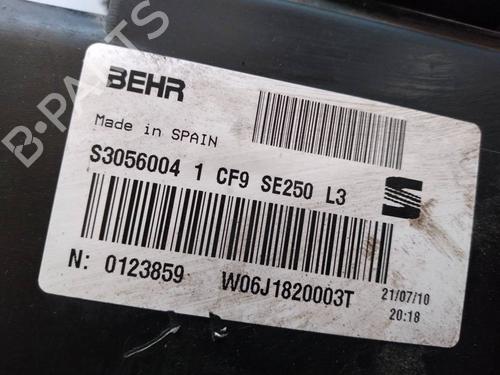 B-PARTS
BEHR
Made in SPAIN
S3056004 1 CF9 SE250 L3
N: 0123859 W06J1820003T 21/07/10
20:18